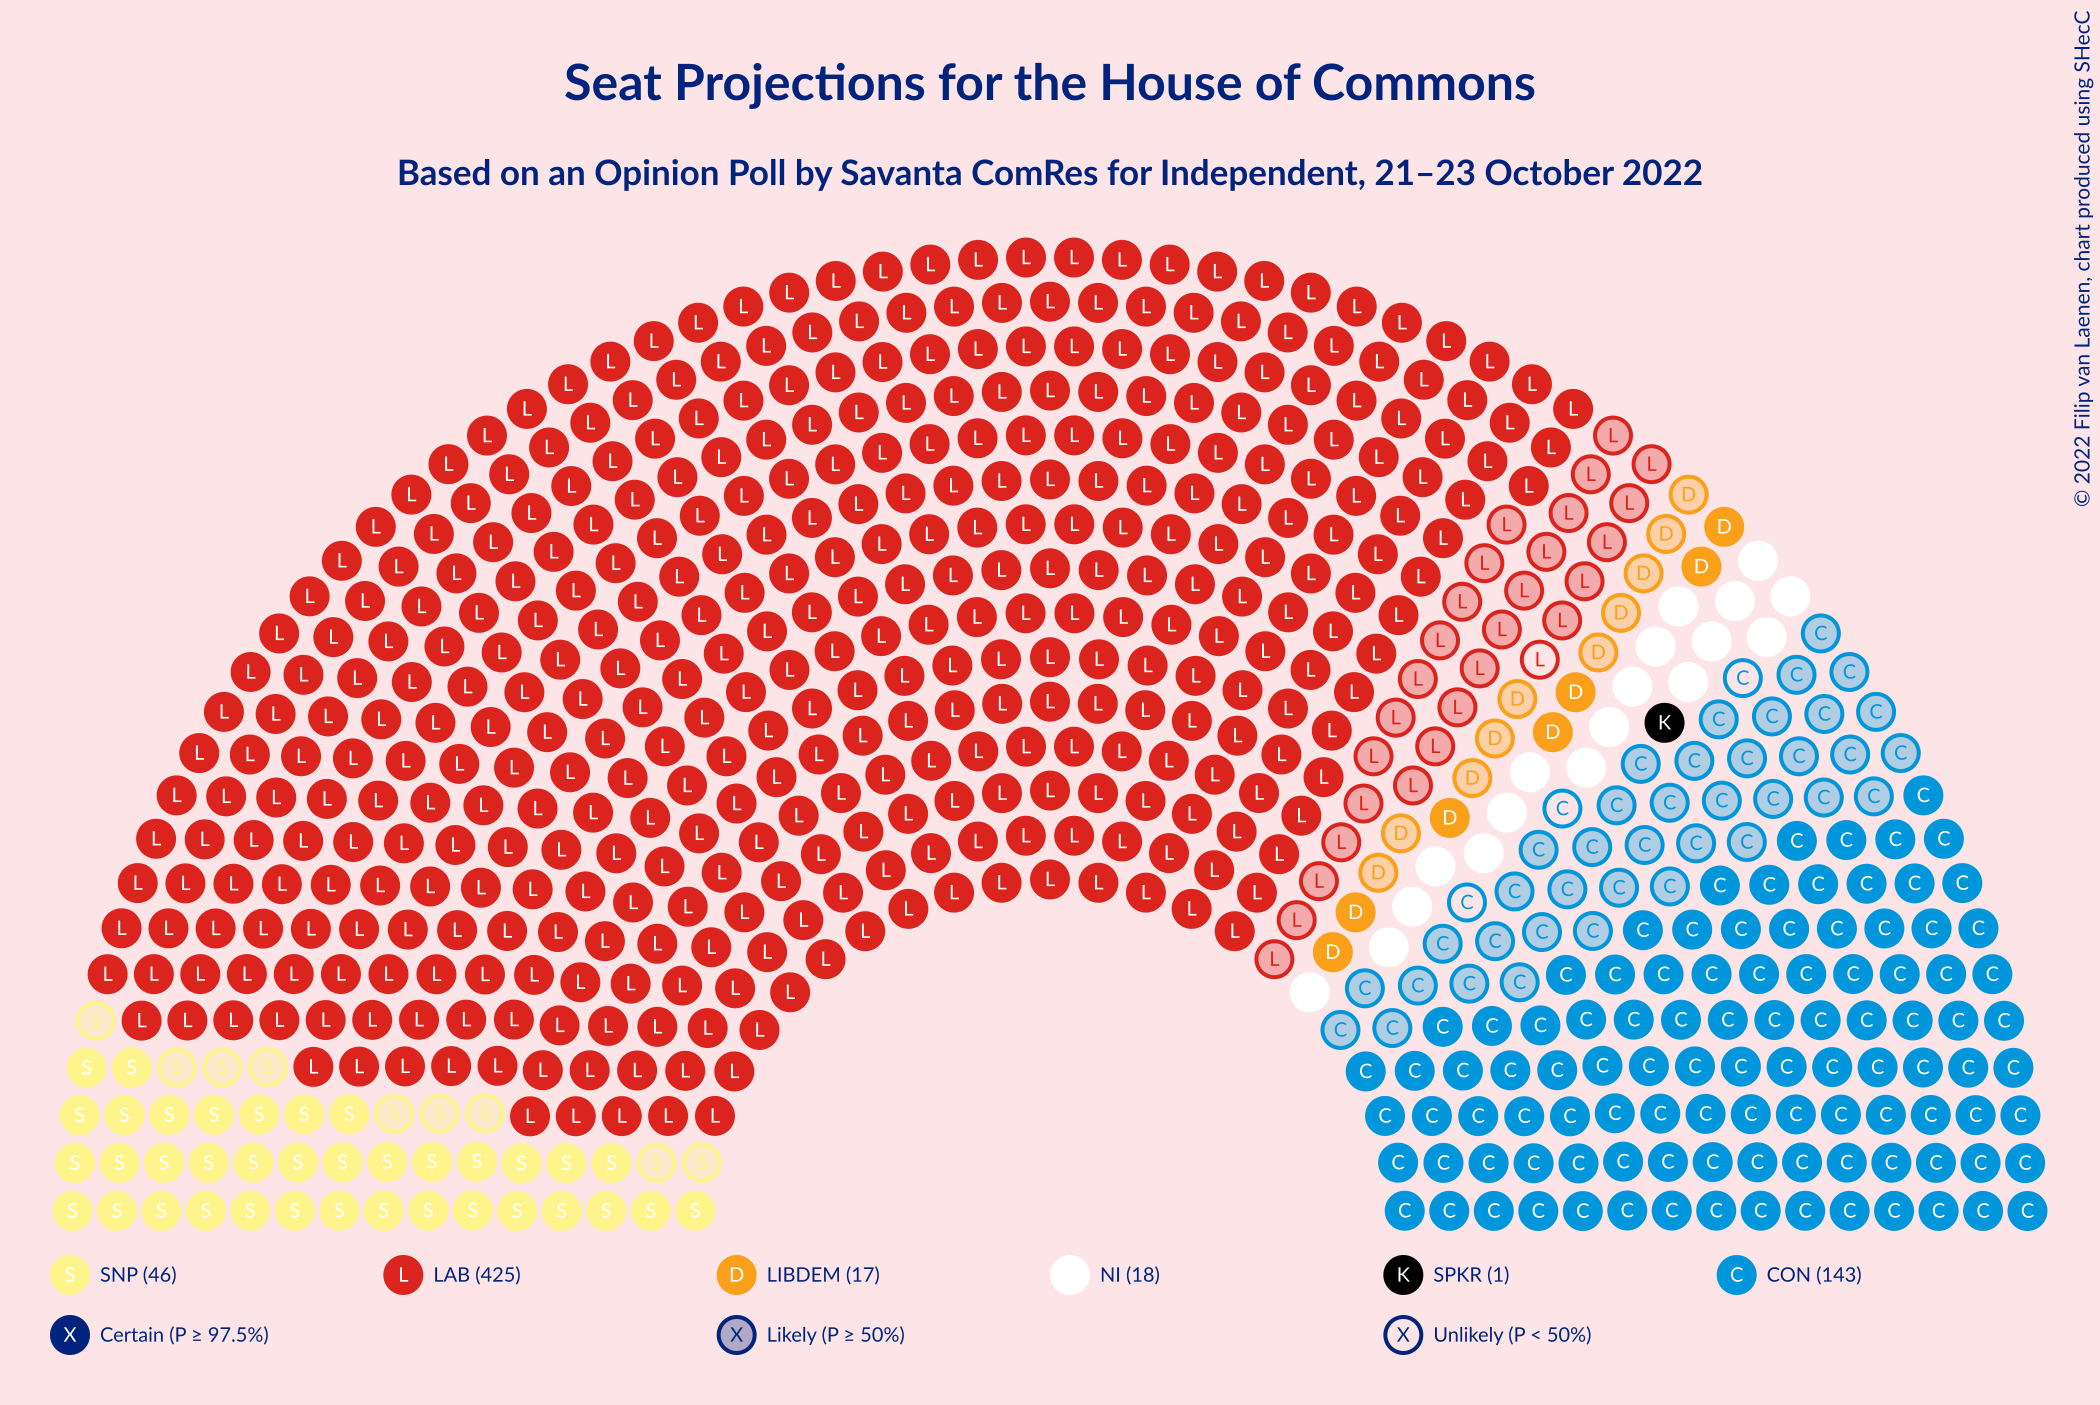 Seat Projections for the House of Commons
Based on an Opinion Poll by Savanta ComRes for Independent, 21–23 October 2022
© 2022 Filip van Laenen, chart produced using SHecC
S SNP (46)
L LAB (425)
D LIBDEM (17)
NI (18)
K SPKR (1)
C CON (143)
X Certain (P ≥ 97.5%)
X Likely (P ≥ 50%)
X Unlikely (P < 50%)